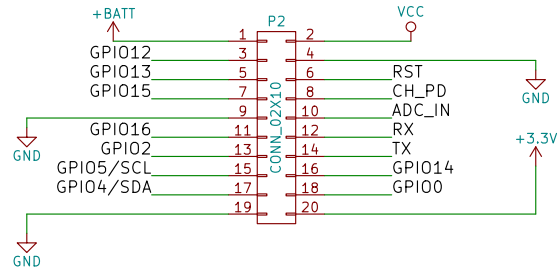 +BATT
P2
VCC
1 2
GPIO12 3 4
GPIO13 5 6 RST
GPIO15 7 8 CH_PD
9 10 ADC_IN
GPIO16 11 12 RX
GPIO2 13 14 TX
GPIO5/SCL 15 16 GPIO14
GPIO4/SDA 17 18 GPIO0
19 20
CONN_02X10
GND
GND
+3.3V
GND